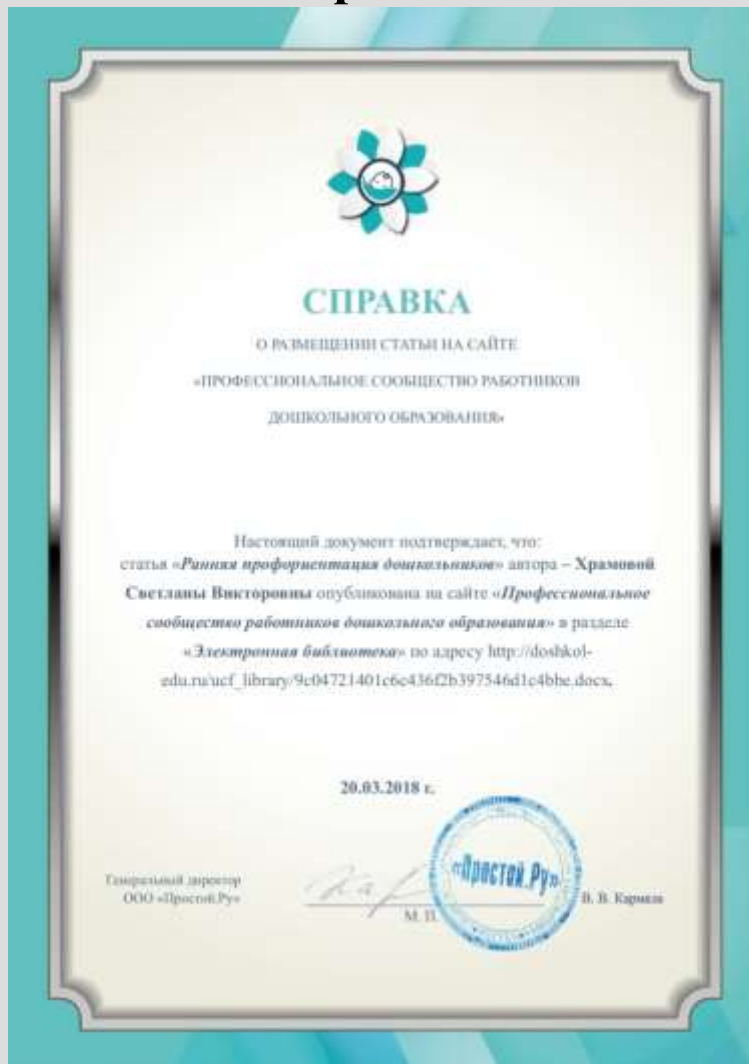 СПРАВКА
О РАЗМЕЩЕНИИ СТАТЬИ НА САЙТЕ
«ПРОФЕССИОНАЛЬНОЕ СООБЩЕСТВО РАБОТНИКОВ
ДОШКОЛЬНОГО ОБРАЗОВАНИЯ»
Настоящий документ подтверждает, что:
статья «Ранняя профориентация дошкольников» автора – Храмовой
Светланы Викторовны опубликована на сайте «Профессиональное
сообщество работников дошкольного образования» в разделе
«Электронная библиотека» по адресу http://doshkol-
edu.ru/ucf_library/9c04721401c6c436f2b397546d1c4bbe.docx.
20.03.2018 г.
Генеральный директор
ООО «Простой.Ру»
М. П.
«Простой.Ру»
В. В.